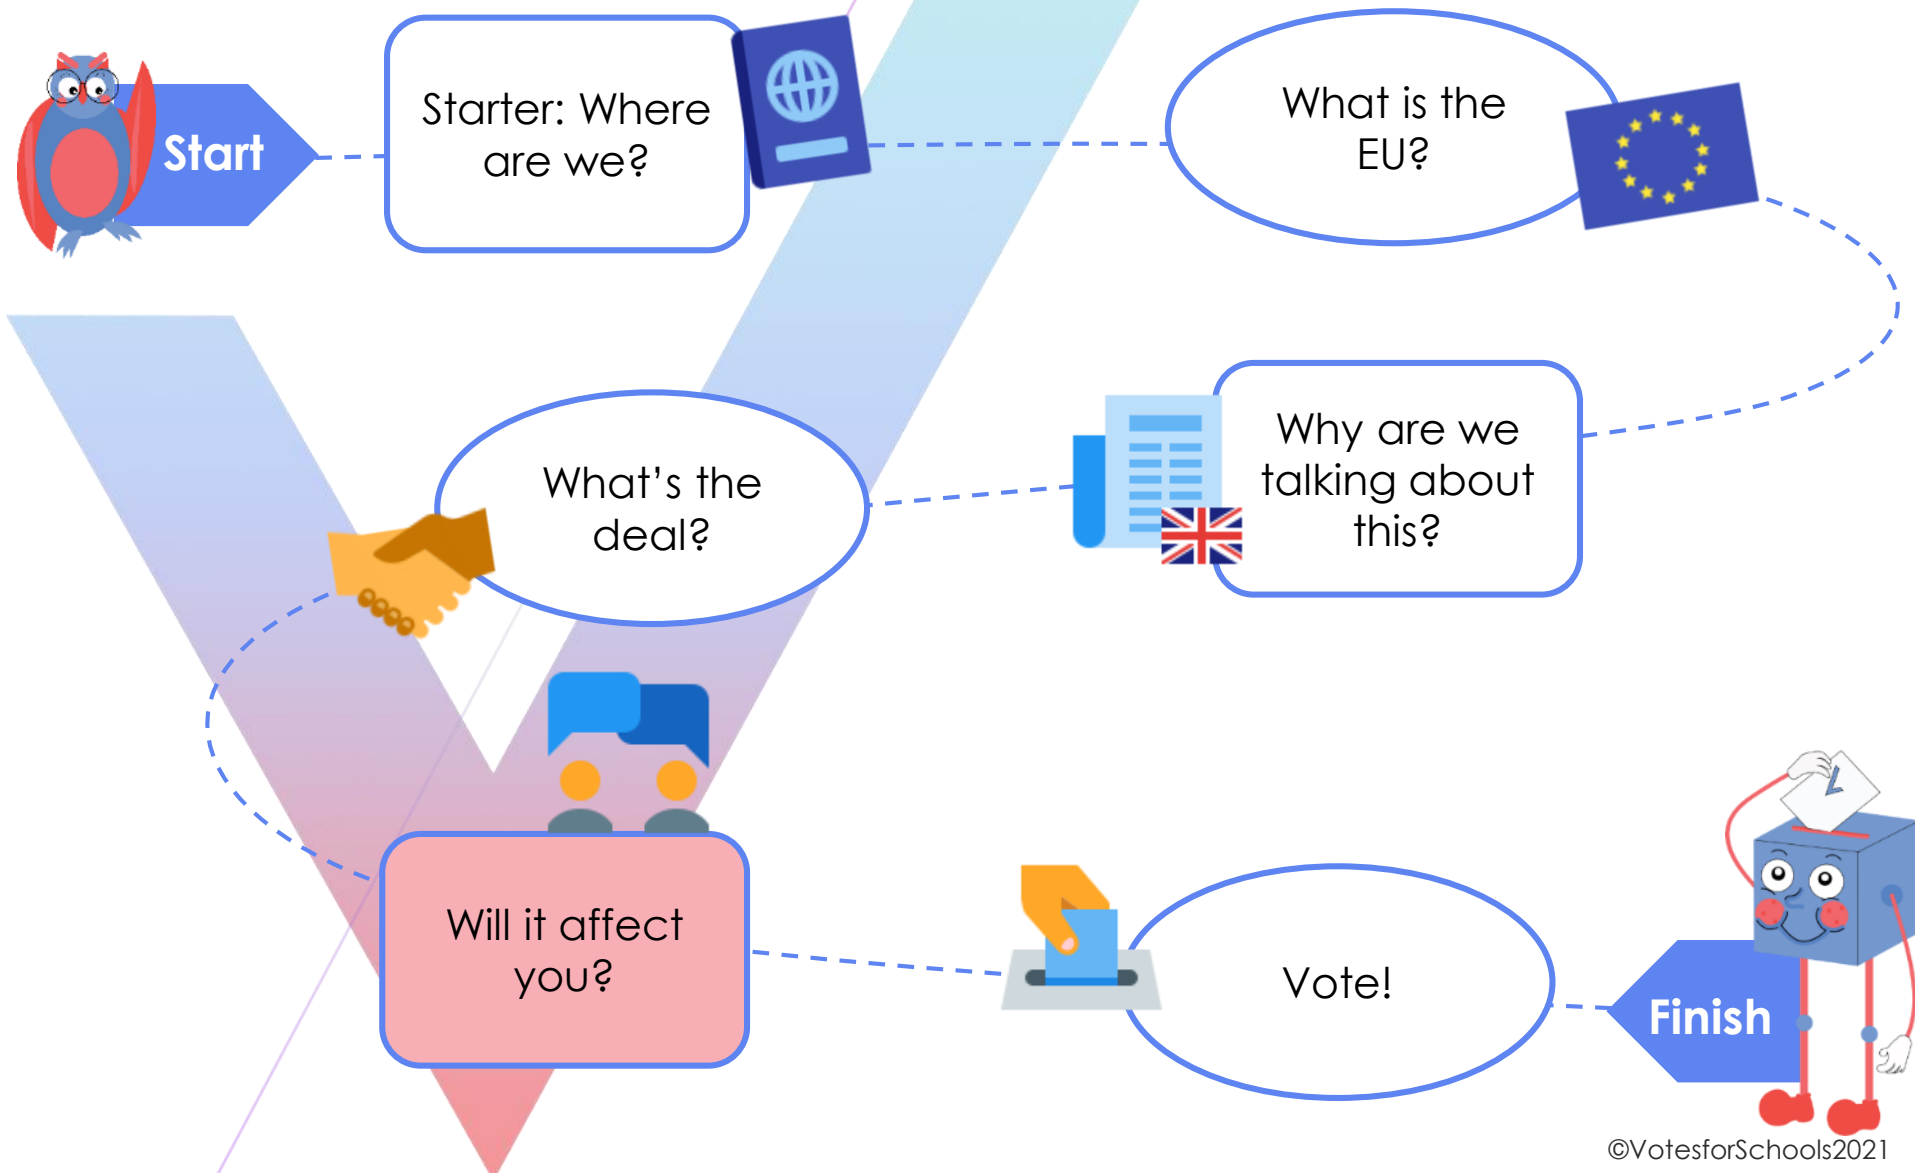 Start
Starter: Where
are we?
What is the
EU?
Why are we
talking about
this?
What’s the
deal?
Will it affect
you?
Vote!
Finish
©VotesforSchools2021